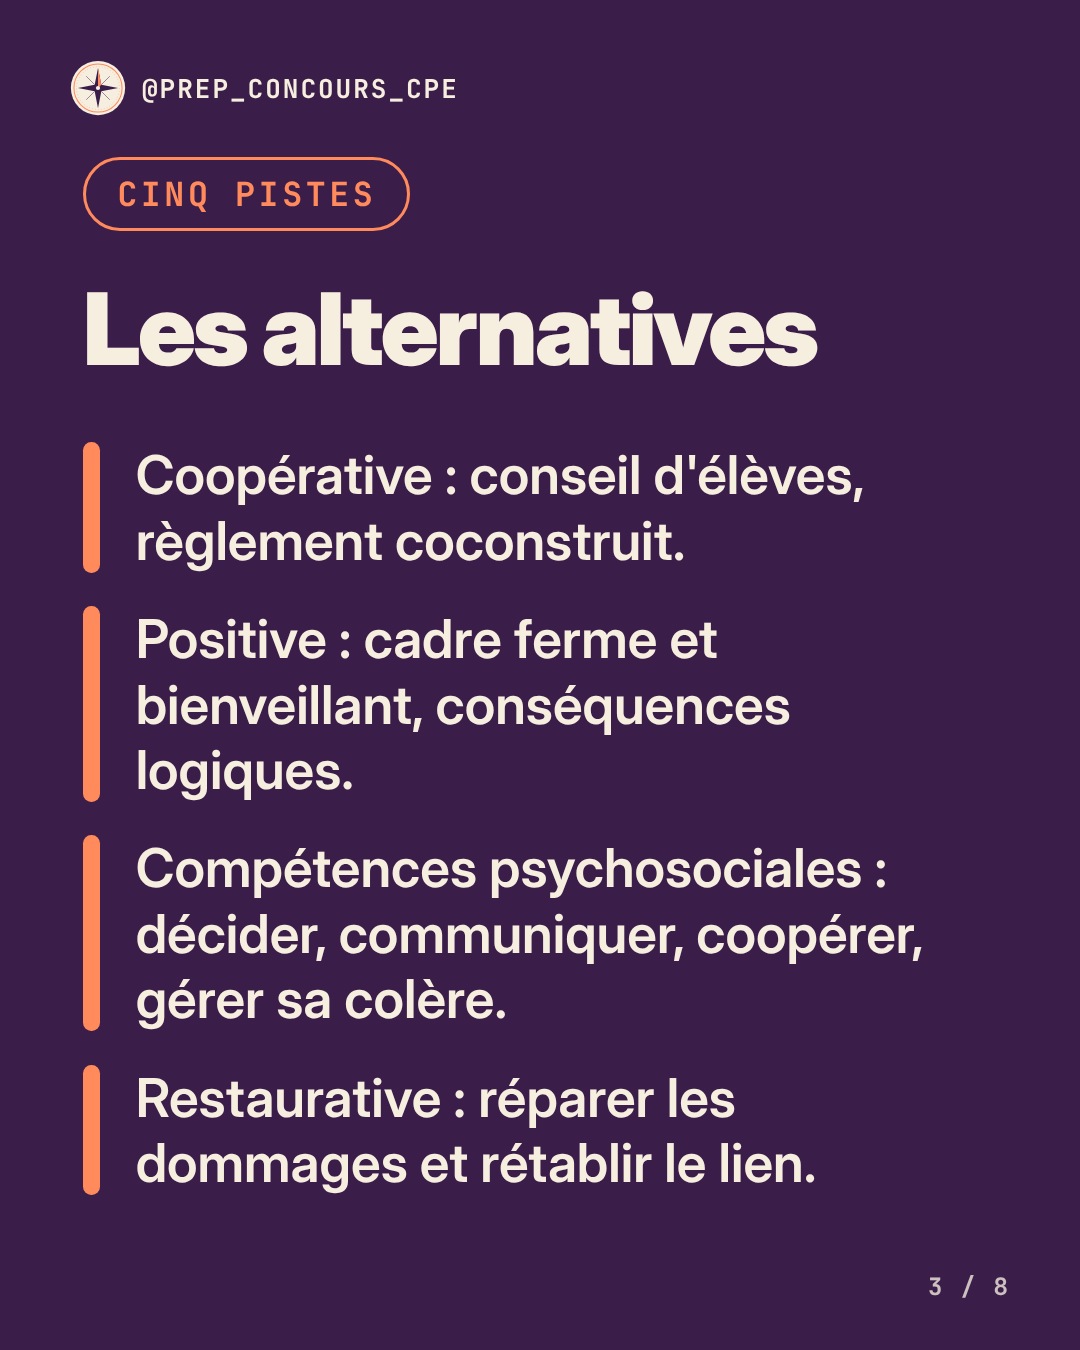 @PREP_CONCOURS_CPE
CINQ PISTES
Les alternatives
Coopérative : conseil d'élèves,
règlement coconstruit.
Positive : cadre ferme et
bienveillant, conséquences
logiques.
Compétences psychosociales :
décider, communiquer, coopérer,
gérer sa colère.
Restaurative : réparer les
dommages et rétablir le lien.
3 / 8